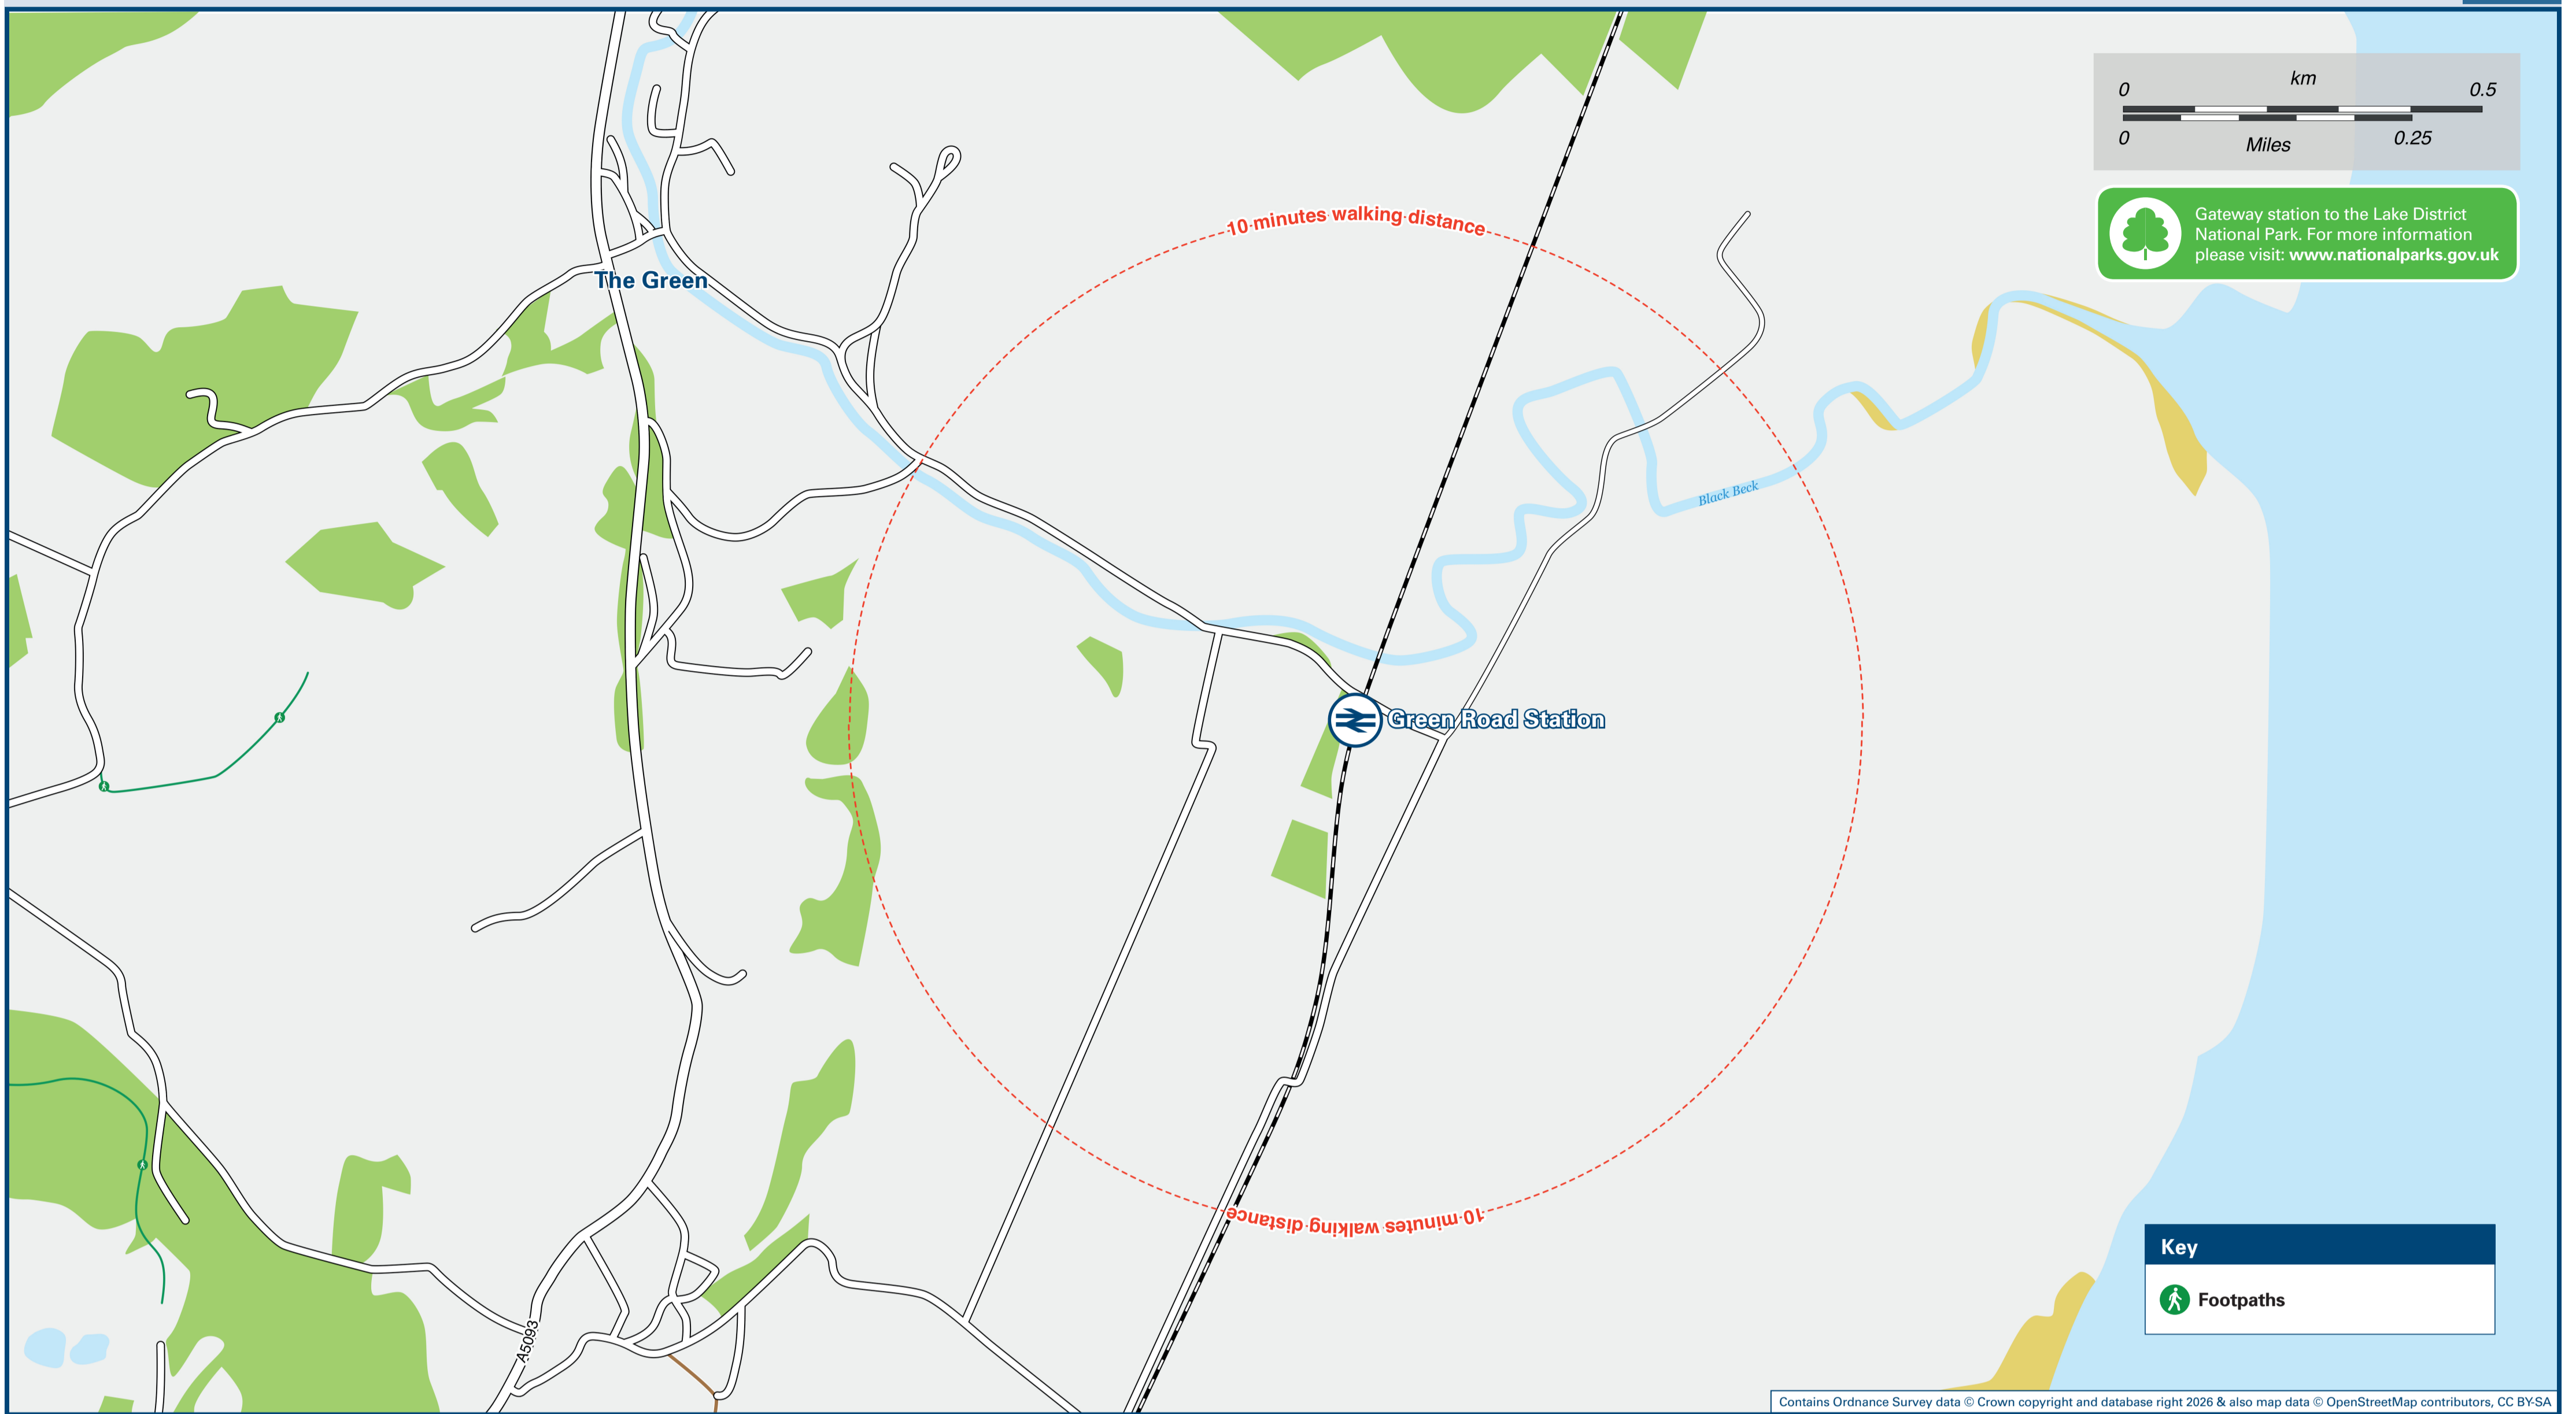 km
0 0.5
0 0.25
Miles
Gateway station to the Lake District
National Park. For more information
please visit: www.nationalparks.gov.uk
10 minutes walking distance
The Green
Black Beck
Green Road Station
10 minutes walking distance
A5093
Key
Footpaths
Contains Ordnance Survey data © Crown copyright and database right 2026 & also map data © OpenStreetMap contributors, CC BY-SA